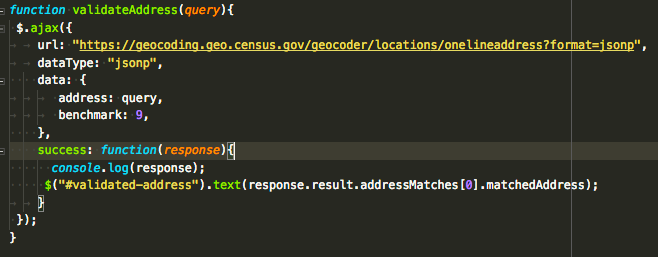 function validateAddress(query){
$.ajax({
url: "https://geocoding.geo.census.gov/geocoder/locations/onelineaddress?format=jsonp",
dataType: "jsonp",
data: {
address: query,
benchmark: 9,
},
success: function(response){
console.log(response);
$("#validated-address").text(response.result.addressMatches[0].matchedAddress);
}
});
}